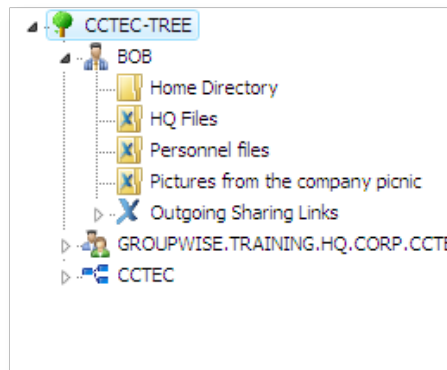 CCTEC-TREE
BOB
Home Directory
HQ Files
Personnel files
Pictures from the company picnic
Outgoing Sharing Links
GROUPWISE.TRAINING.HQ.CORP.CCTE
CCTEC